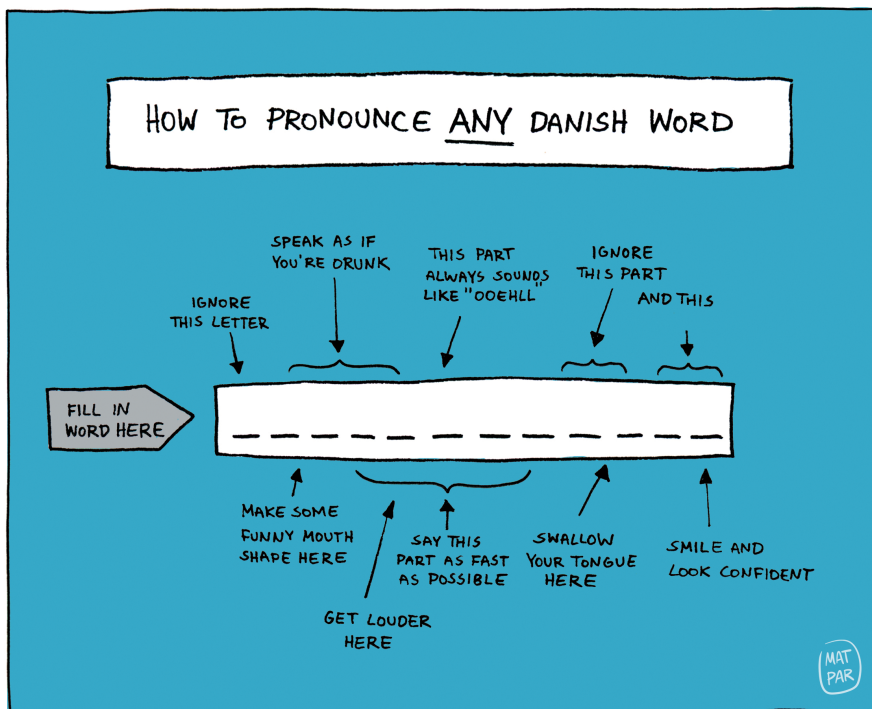 HOW TO PRONOUNCE ANY DANISH WORD
SPEAK AS IF
YOU'RE DRUNK
THIS PART
ALWAYS SOUNDS
LIKE "OOEHLL"
IGNORE
THIS PART
AND THIS
IGNORE
THIS LETTER
FILL IN
WORD HERE
MAKE SOME
FUNNY MOUTH
SHAPE HERE
GET LOUDER
HERE
SAY THIS
PART AS FAST
AS POSSIBLE
SWALLOW
YOUR TONGUE
HERE
SMILE AND
LOOK CONFIDENT
MAT
PAR